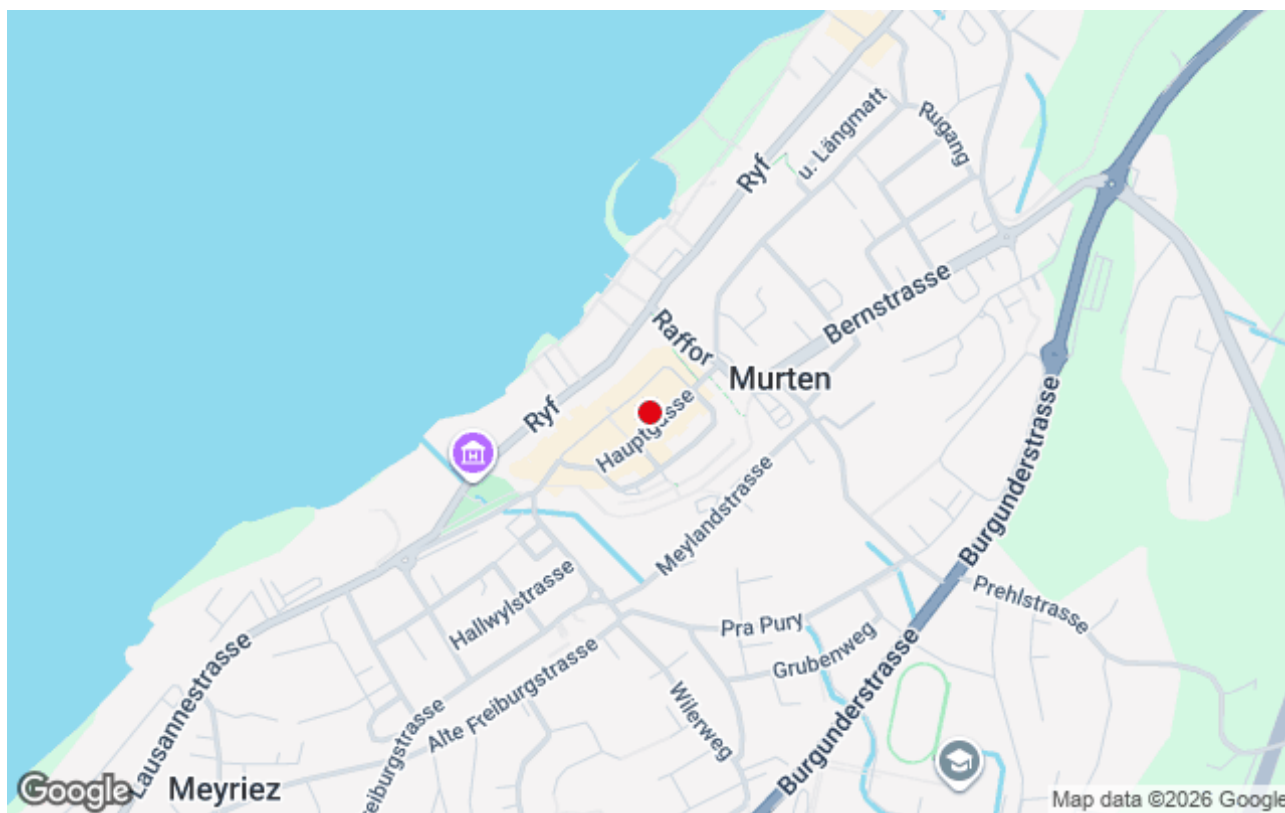 Rugang
u. Längmatt
Ryf
Bernstrasse
Raffor
Murten
Ryf
Hauptgasse
Burgunderstrasse
Meylandstrasse
Prehlstrasse
Hallwylstrasse
Pra Pury
Grubenweg
Lausannestrasse
Alte Freiburgstrasse
Wilerweg
Burgunderstrasse
Freiburgstrasse
Meyriez
Google
Map data ©2026 Google